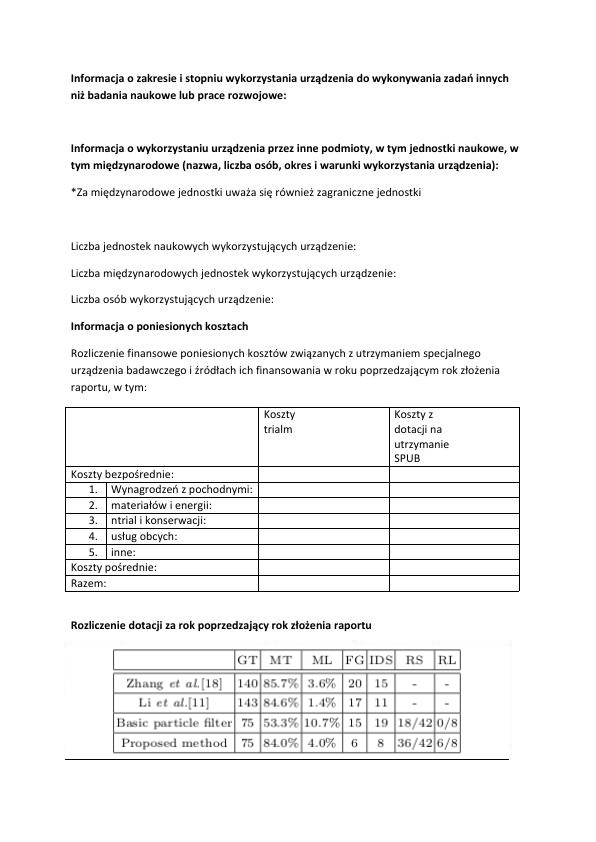 Informacja o zakresie i stopniu wykorzystania urządzenia do wykonywania zadań innych
niż badania naukowe lub prace rozwojowe:
Informacja o wykorzystaniu urządzenia przez inne podmioty, w tym jednostki naukowe, w
tym międzynarodowe (nazwa, liczba osób, okres i warunki wykorzystania urządzenia):
*Za międzynarodowe jednostki uważa się również zagraniczne jednostki
Liczba jednostek naukowych wykorzystujących urządzenie:
Liczba międzynarodowych jednostek wykorzystujących urządzenie:
Liczba osób wykorzystujących urządzenie:
Informacja o poniesionych kosztach
Rozliczenie finansowe poniesionych kosztów związanych z utrzymaniem specjalnego
urządzenia badawczego i źródłach ich finansowania w roku poprzedzającym rok złożenia
raportu, w tym:
Koszty
trialm
Koszty z
dotacji na
utrzymanie
SPUB
Koszty bezpośrednie:
1. Wynagrodzeń z pochodnymi:
2. materiałów i energii:
3. ntrial i konserwacji:
4. usług obcych:
5. inne:
Koszty pośrednie:
Razem:
Rozliczenie dotacji za rok poprzedzający rok złożenia raportu
GT MT ML FG IDS RS RL
Zhang et al.[18] 140 85.7% 3.6% 20 15 - -
Li et al.[11] 143 84.6% 1.4% 17 11 - -
Basic particle filter 75 53.3% 10.7% 15 19 18/42 0/8
Proposed method 75 84.0% 4.0% 6 8 36/42 6/8